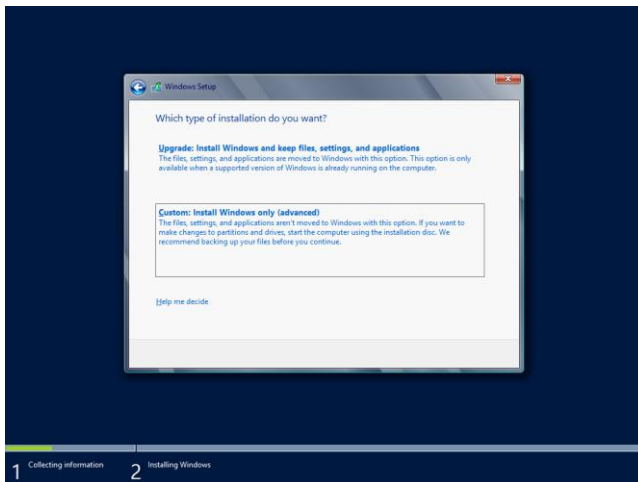 Windows Setup
Which type of installation do you want?
Upgrade: Install Windows and keep files, settings, and applications
The files, settings, and applications are moved to Windows with this option. This option is only
available when a supported version of Windows is already running on the computer.
Custom: Install Windows only (advanced)
The files, settings, and applications aren't moved to Windows with this option. If you want to
make changes to partitions and drives, start the computer using the installation disc. We
recommend backing up your files before you continue.
Help me decide
1 Collecting information 2 Installing Windows